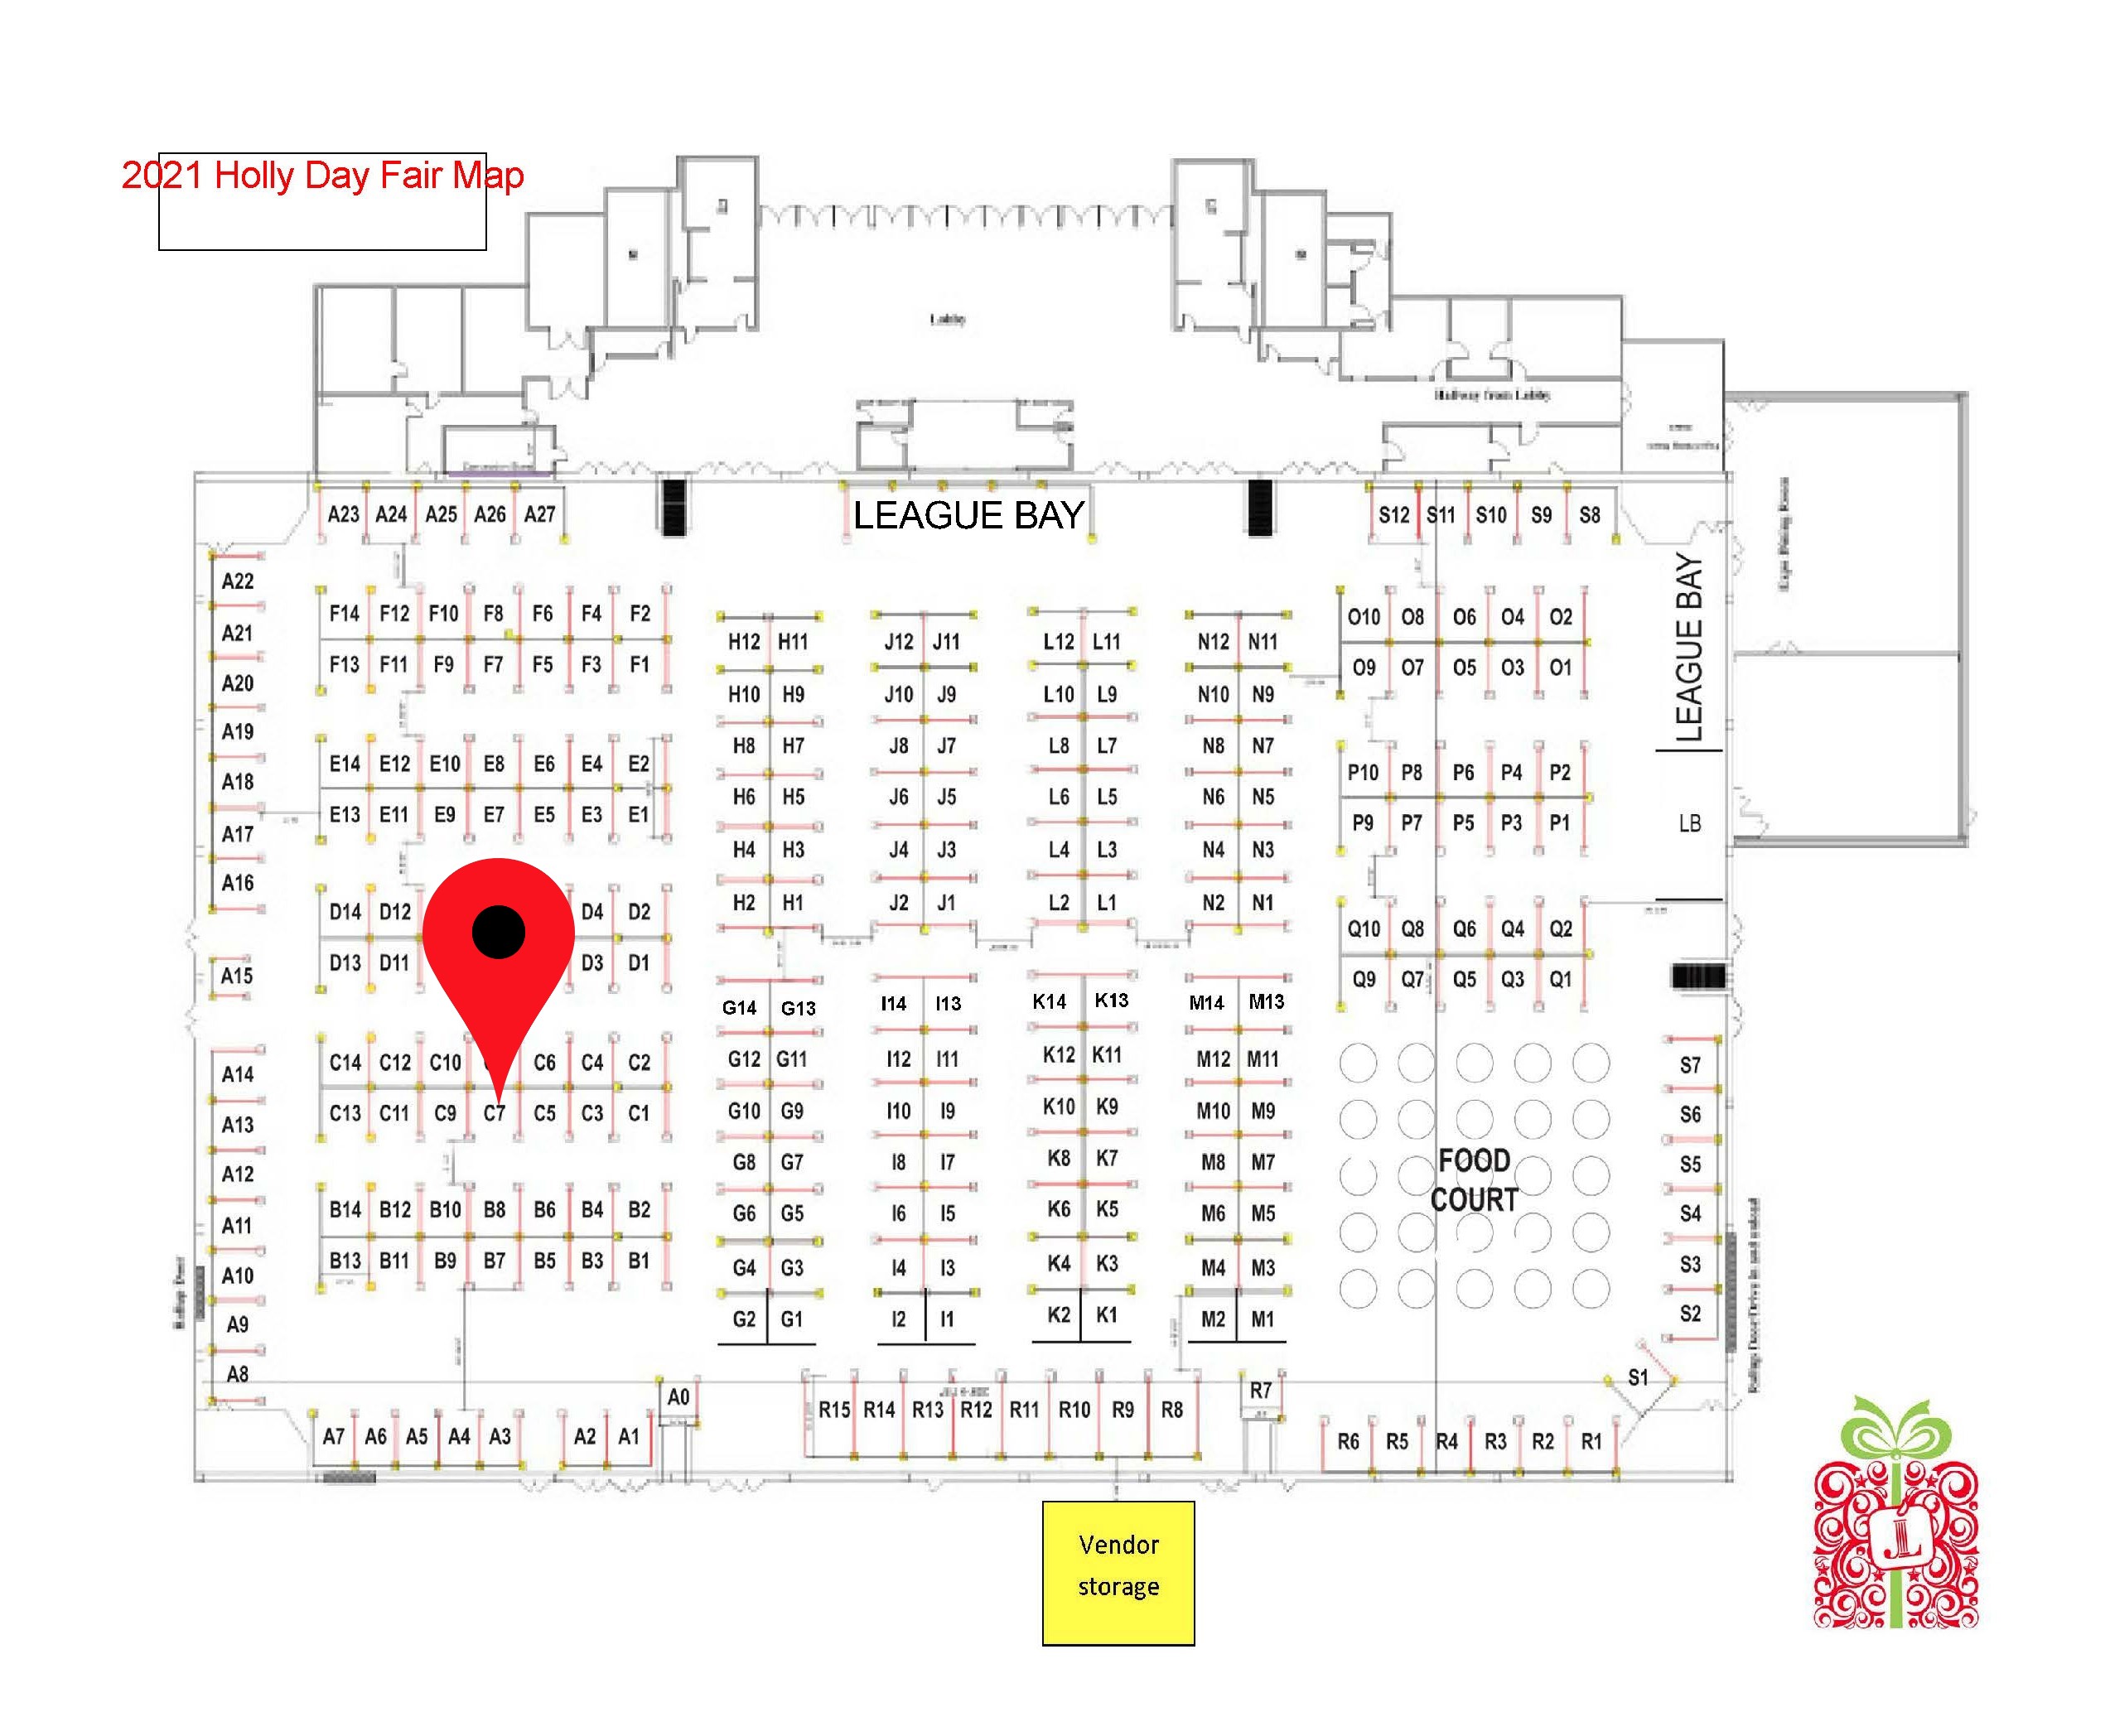 2021 Holly Day Fair Map
Lobby
Hallway from Lobby
LEAGUE BAY
A23 A24 A25 A26 A27
S12 S11 S10 S9 S8
A22
A21
A20
A19
A18
A17
A16
A15
A14
A13
A12
A11
A10
A9
A8
F14 F12 F10 F8 F6 F4 F2
F13 F11 F9 F7 F5 F3 F1
E14 E12 E10 E8 E6 E4 E2
E13 E11 E9 E7 E5 E3 E1
D14 D12 D4 D2
D13 D11 D3 D1
C14 C12 C10 C6 C4 C2
C13 C11 C9 C7 C5 C3 C1
B14 B12 B10 B8 B6 B4 B2
B13 B11 B9 B7 B5 B3 B1
H12 H11
H10 H9
H8 H7
H6 H5
H4 H3
H2 H1
G14 G13
G12 G11
G10 G9
G8 G7
G6 G5
G4 G3
G2 G1
J12 J11
J10 J9
J8 J7
J6 J5
J4 J3
J2 J1
I14 I13
I12 I11
I10 I9
I8 I7
I6 I5
I4 I3
I2 I1
L12 L11
L10 L9
L8 L7
L6 L5
L4 L3
L2 L1
K14 K13
K12 K11
K10 K9
K8 K7
K6 K5
K4 K3
K2 K1
N12 N11
N10 N9
N8 N7
N6 N5
N4 N3
N2 N1
M14 M13
M12 M11
M10 M9
M8 M7
M6 M5
M4 M3
M2 M1
O10 O8 O6 O4 O2
O9 O7 O5 O3 O1
P10 P8 P6 P4 P2
P9 P7 P5 P3 P1
Q10 Q8 Q6 Q4 Q2
Q9 Q7 Q5 Q3 Q1
LEAGUE BAY
LB
FOOD
COURT
S7
S6
S5
S4
S3
S2
S1
A7 A6 A5 A4 A3 A2 A1
A0
R15 R14 R13 R12 R11 R10 R9 R8
R7
R6 R5 R4 R3 R2 R1
Vendor
storage
JL